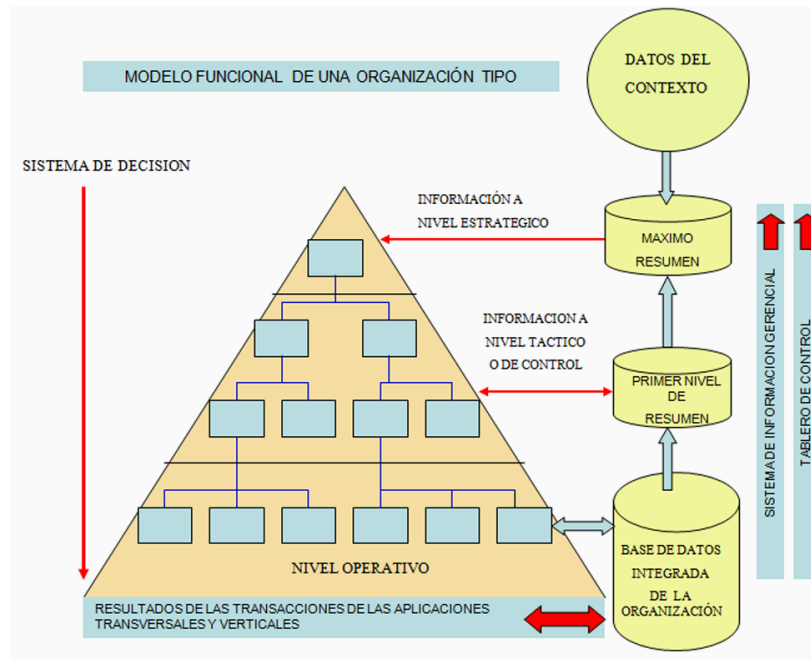 MODELO FUNCIONAL DE UNA ORGANIZACIÓN TIPO
DATOS DEL
CONTEXTO
SISTEMA DE DECISION
INFORMACIÓN A
NIVEL ESTRATEGICO
MAXIMO
RESUMEN
INFORMACION A
NIVEL TACTICO
O DE CONTROL
PRIMER NIVEL
DE
RESUMEN
SISTEMA DE INFORMACION GERENCIAL
TABLERO DE CONTROL
BASE DE DATOS
INTEGRADA
DE LA
ORGANIZACIÓN
NIVEL OPERATIVO
RESULTADOS DE LAS TRANSACCIONES DE LAS APLICACIONES
TRANSVERSALES Y VERTICALES